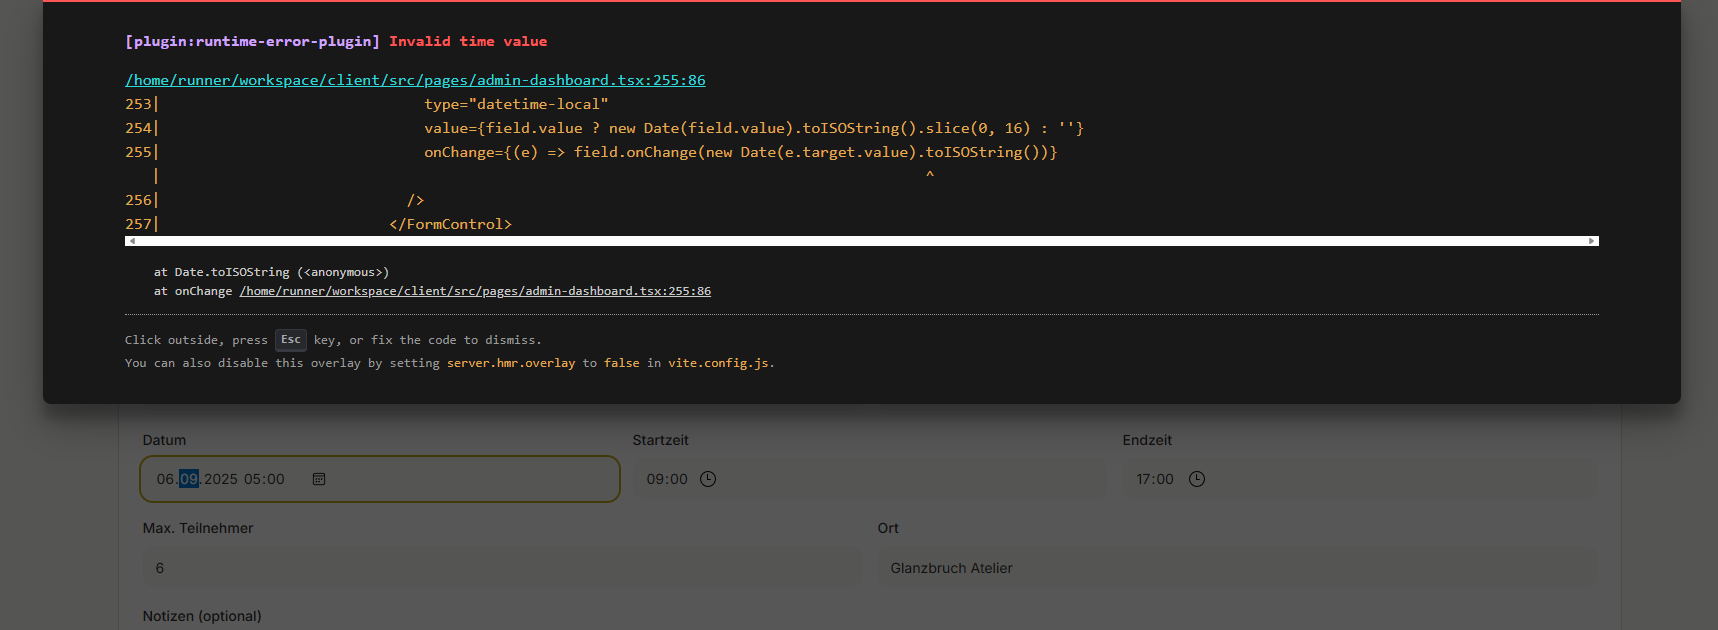 [plugin:runtime-error-plugin] Invalid time value
/home/runner/workspace/client/src/pages/admin-dashboard.tsx:255:86
253|                              type="datetime-local"
254|                              value={field.value ? new Date(field.value).toISOString().slice(0, 16) : ''}
255|                              onChange={(e) => field.onChange(new Date(e.target.value).toISOString())}
   |                                                                                       ^
256|                            />
257|                          </FormControl>
at Date.toISOString (<anonymous>)
at onChange /home/runner/workspace/client/src/pages/admin-dashboard.tsx:255:86
Click outside, press Esc key, or fix the code to dismiss.
You can also disable this overlay by setting server.hmr.overlay to false in vite.config.js.
Datum Startzeit Endzeit
06.09.2025 05:00 09:00 17:00
Max. Teilnehmer Ort
6 Glanzbruch Atelier
Notizen (optional)